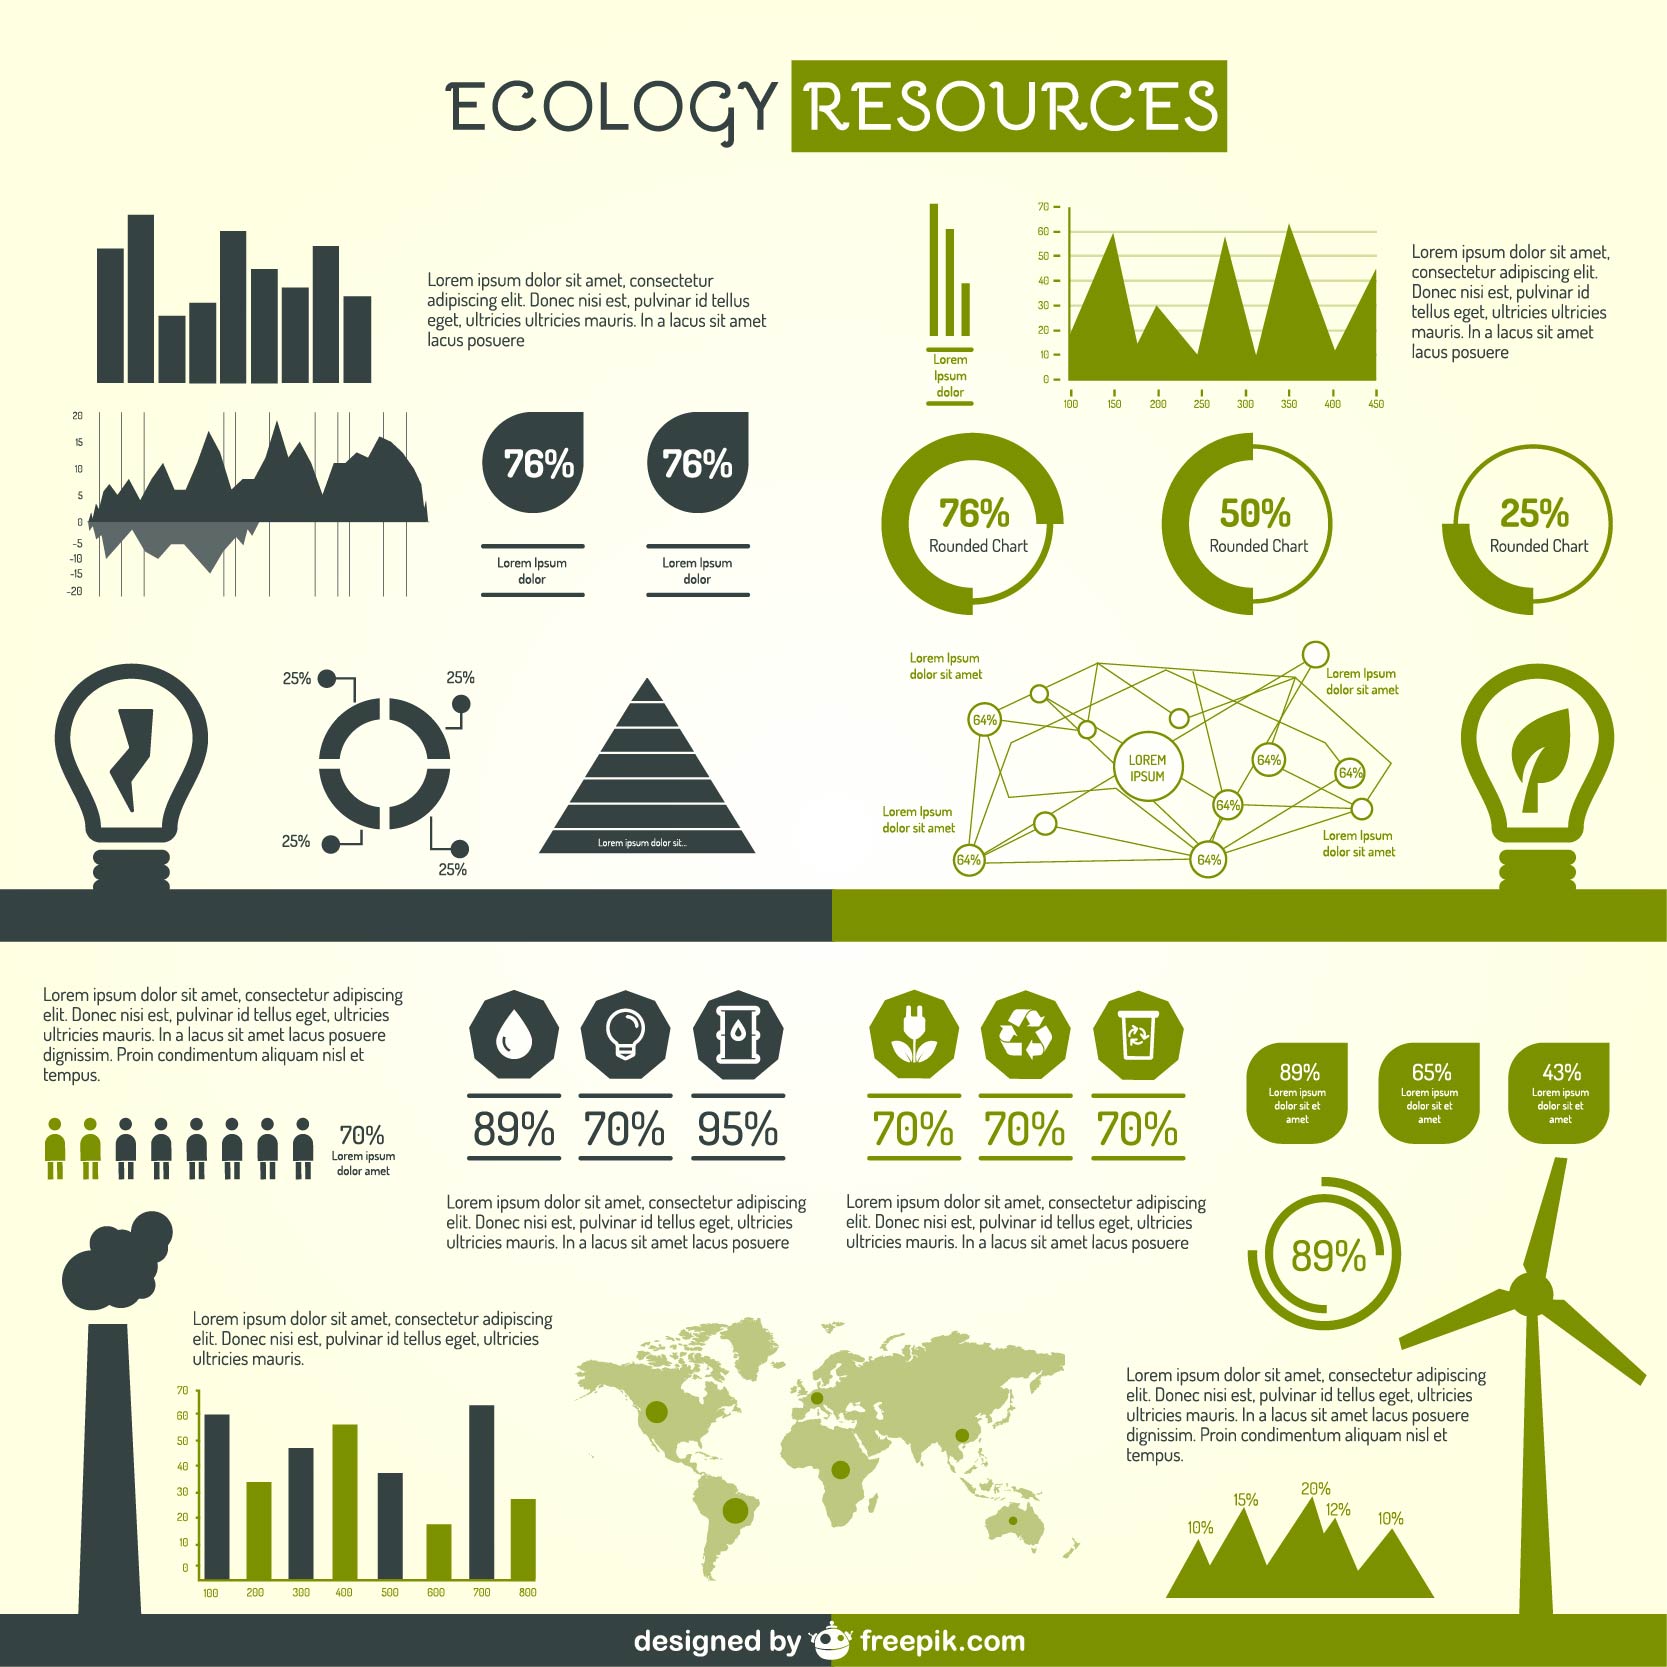 ECOLOGY RESOURCES
Lorem ipsum dolor sit amet, consectetur
adipiscing elit. Donec nisi est, pulvinar id tellus
eget, ultricies ultricies mauris. In a lacus sit amet
lacus posuere
20
15
10
5
0
-5
-10
-15
-20
76%
Lorem Ipsum
dolor
76%
Lorem Ipsum
dolor
25%
25%
25%
25%
Lorem ipsum dolor sit...
Lorem
Ipsum
dolor
70
60
50
40
30
20
10
0
100 150 200 250 300 350 400 450
Lorem ipsum dolor sit amet,
consectetur adipiscing elit.
Donec nisi est, pulvinar id
tellus eget, ultricies ultricies
mauris. In a lacus sit amet
lacus posuere
76%
Rounded Chart
50%
Rounded Chart
25%
Rounded Chart
Lorem Ipsum
dolor sit amet
Lorem Ipsum
dolor sit amet
64%
LOREM
IPSUM
64%
64%
64%
Lorem Ipsum
dolor sit amet
Lorem Ipsum
dolor sit amet
64%
64%
Lorem ipsum dolor sit amet, consectetur adipiscing
elit. Donec nisi est, pulvinar id tellus eget, ultricies
ultricies mauris. In a lacus sit amet lacus posuere
dignissim. Proin condimentum aliquam nisl et
tempus.
70%
Lorem ipsum
dolor amet
89% 70% 95%
Lorem ipsum dolor sit amet, consectetur adipiscing
elit. Donec nisi est, pulvinar id tellus eget, ultricies
ultricies mauris. In a lacus sit amet lacus posuere
70% 70% 70%
Lorem ipsum dolor sit amet, consectetur adipiscing
elit. Donec nisi est, pulvinar id tellus eget, ultricies
ultricies mauris. In a lacus sit amet lacus posuere
89%
Lorem ipsum
dolor sit et
amet
65%
Lorem ipsum
dolor sit et
amet
43%
Lorem ipsum
dolor sit et
amet
89%
Lorem ipsum dolor sit amet, consectetur adipiscing
elit. Donec nisi est, pulvinar id tellus eget, ultricies
ultricies mauris.
70
60
50
40
30
20
10
0
100 200 300 400 500 600 700 800
Lorem ipsum dolor sit amet, consectetur adipiscing
elit. Donec nisi est, pulvinar id tellus eget, ultricies
ultricies mauris. In a lacus sit amet lacus posuere
dignissim. Proin condimentum aliquam nisl et
tempus.
10%
15%
20%
12%
10%
designed by freepik.com